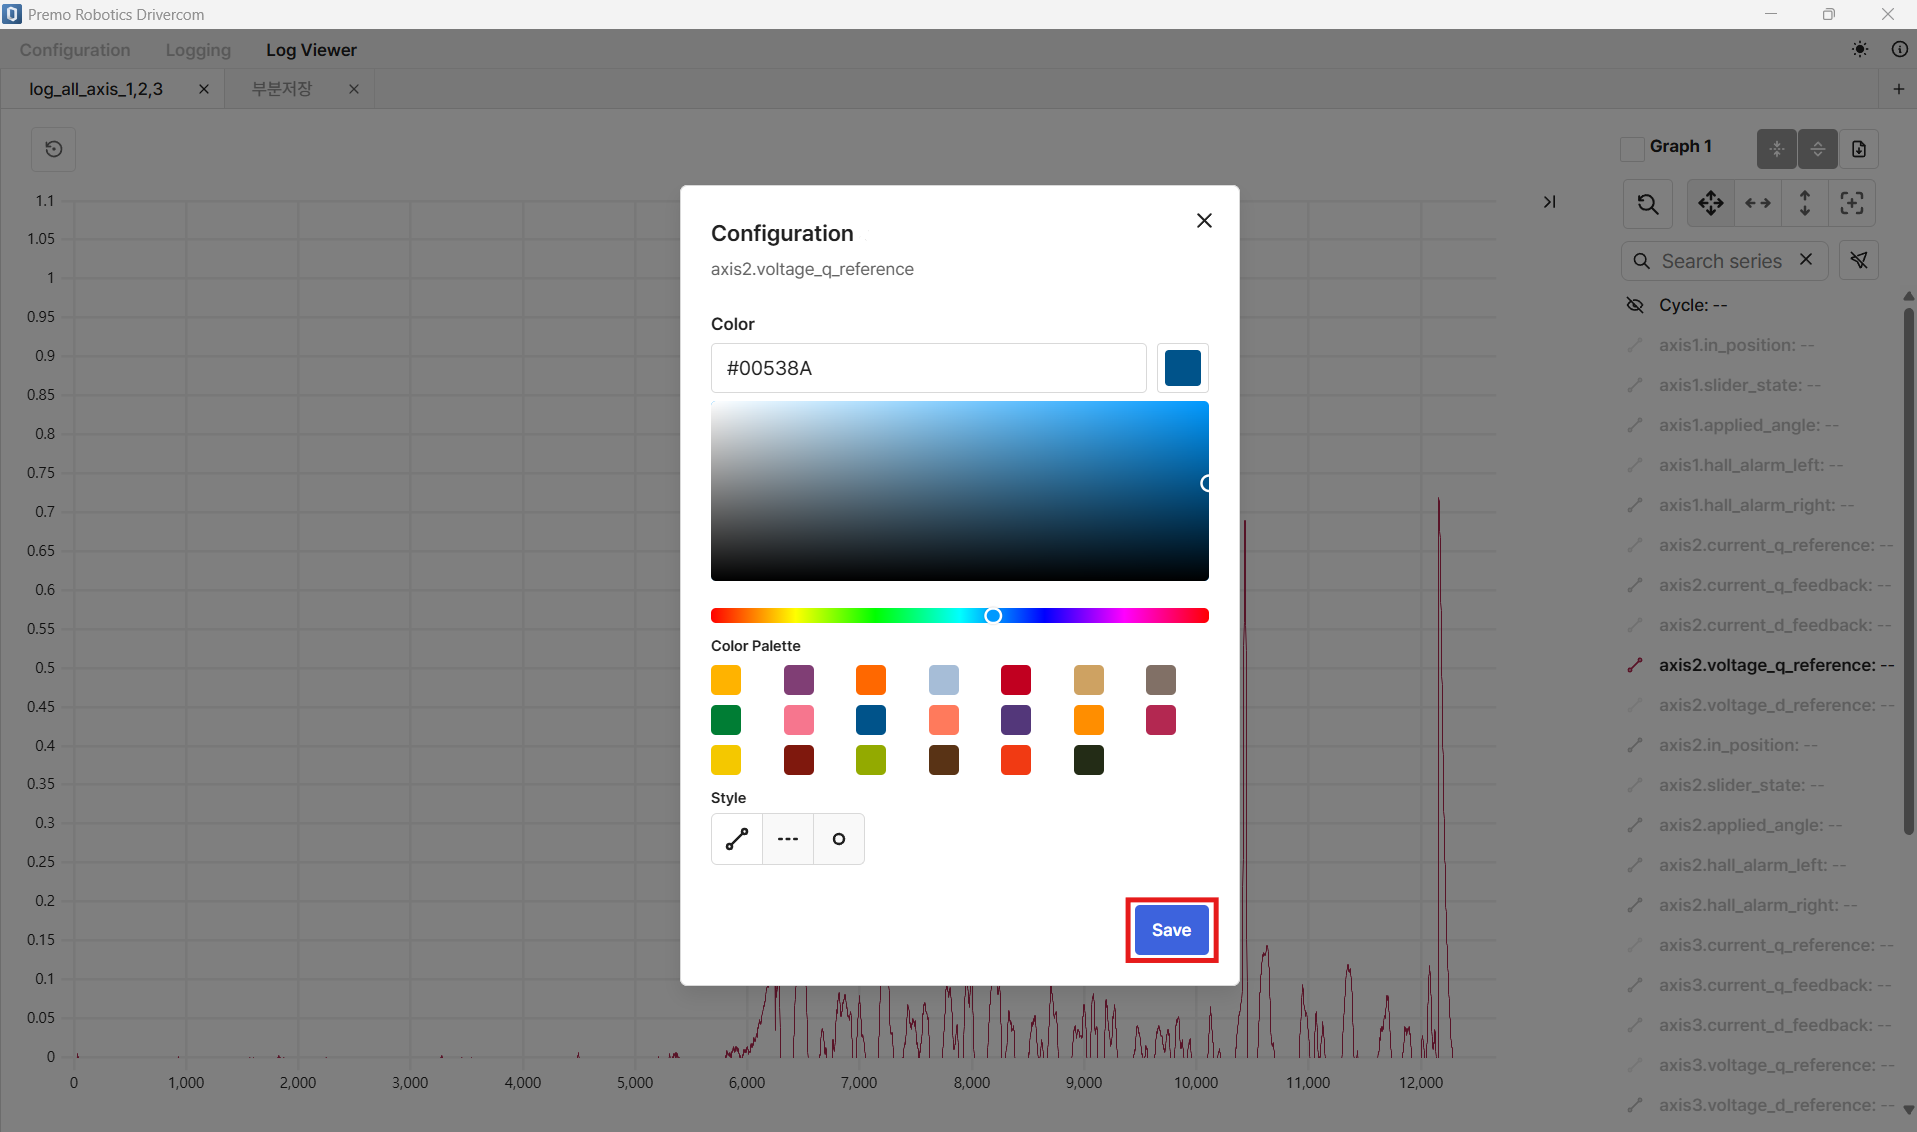 Premo Robotics Drivercom
Configuration Logging Log Viewer
log_all_axis_1,2,3 부분저장
1.1
1.05
1
0.95
0.9
0.85
0.8
0.75
0.7
0.65
0.6
0.55
0.5
0.45
0.4
0.35
0.3
0.25
0.2
0.15
0.1
0.05
0
0 1,000 2,000 3,000 4,000 5,000 6,000 7,000 8,000 9,000 10,000 11,000 12,000
Configuration
axis2.voltage_q_reference
Color
#00538A
Color Palette
Style
Save
Graph 1
Search series
Cycle: --
axis1.in_position: --
axis1.slider_state: --
axis1.applied_angle: --
axis1.hall_alarm_left: --
axis1.hall_alarm_right: --
axis2.current_q_reference: --
axis2.current_q_feedback: --
axis2.current_d_feedback: --
axis2.voltage_q_reference: --
axis2.voltage_d_reference: --
axis2.in_position: --
axis2.slider_state: --
axis2.applied_angle: --
axis2.hall_alarm_left: --
axis2.hall_alarm_right: --
axis3.current_q_reference: --
axis3.current_q_feedback: --
axis3.current_d_feedback: --
axis3.voltage_q_reference: --
axis3.voltage_d_reference: --